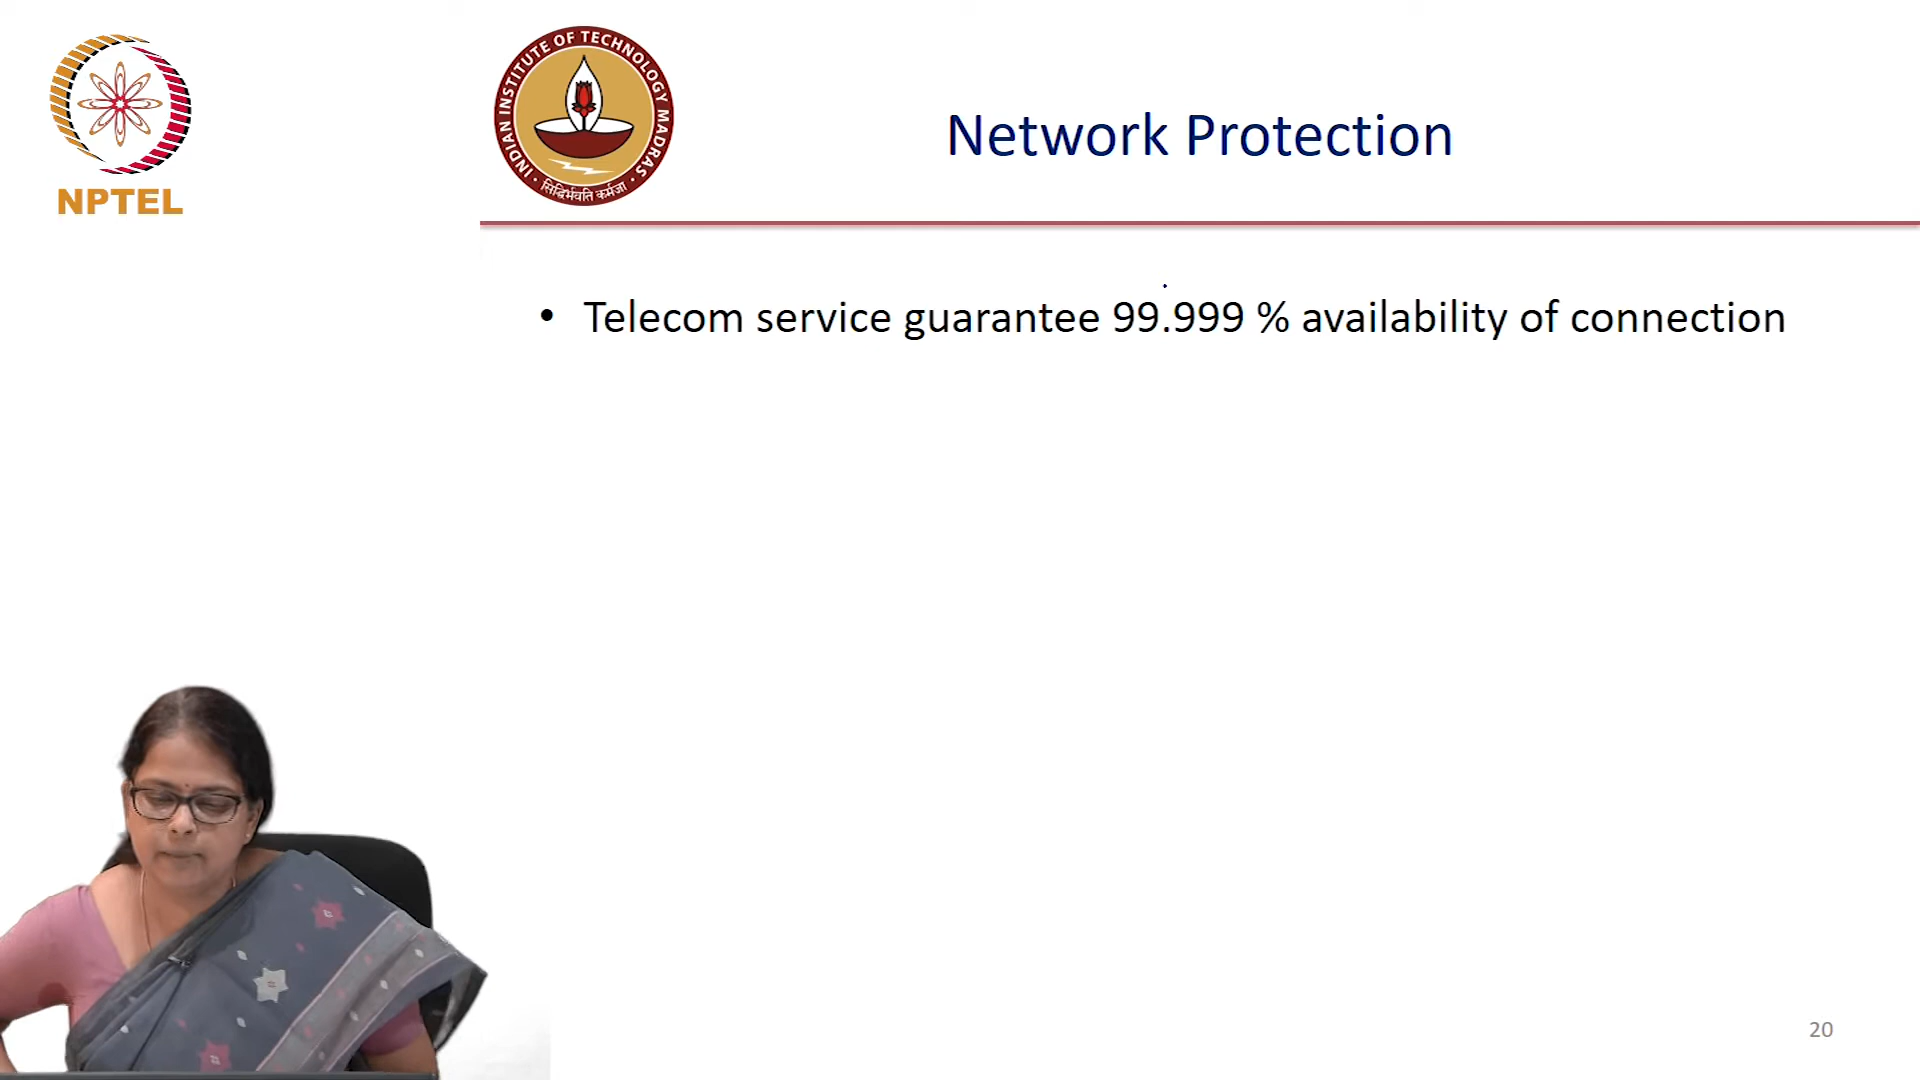 NPTEL
INDIAN INSTITUTE OF TECHNOLOGY MADRAS
सिद्धिर्भवति कर्मजा
Network Protection
• Telecom service guarantee 99.999 % availability of connection
20